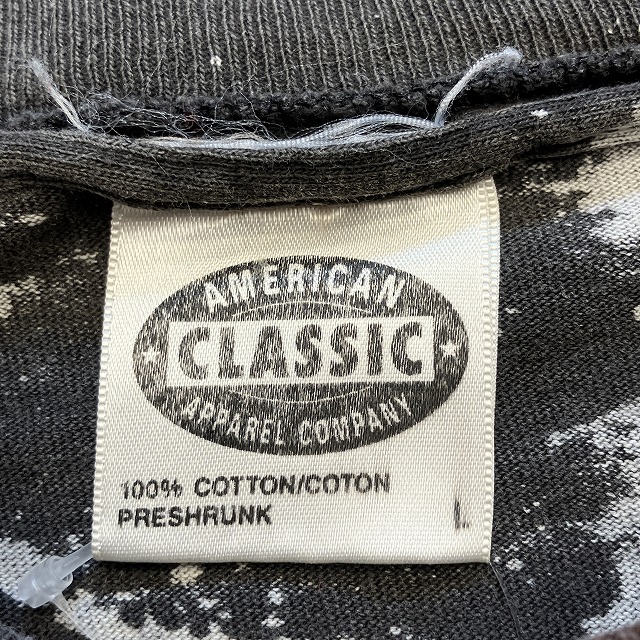 AMERICAN
CLASSIC
APPAREL COMPANY
100% COTTON/COTON
PRESHRUNK
L